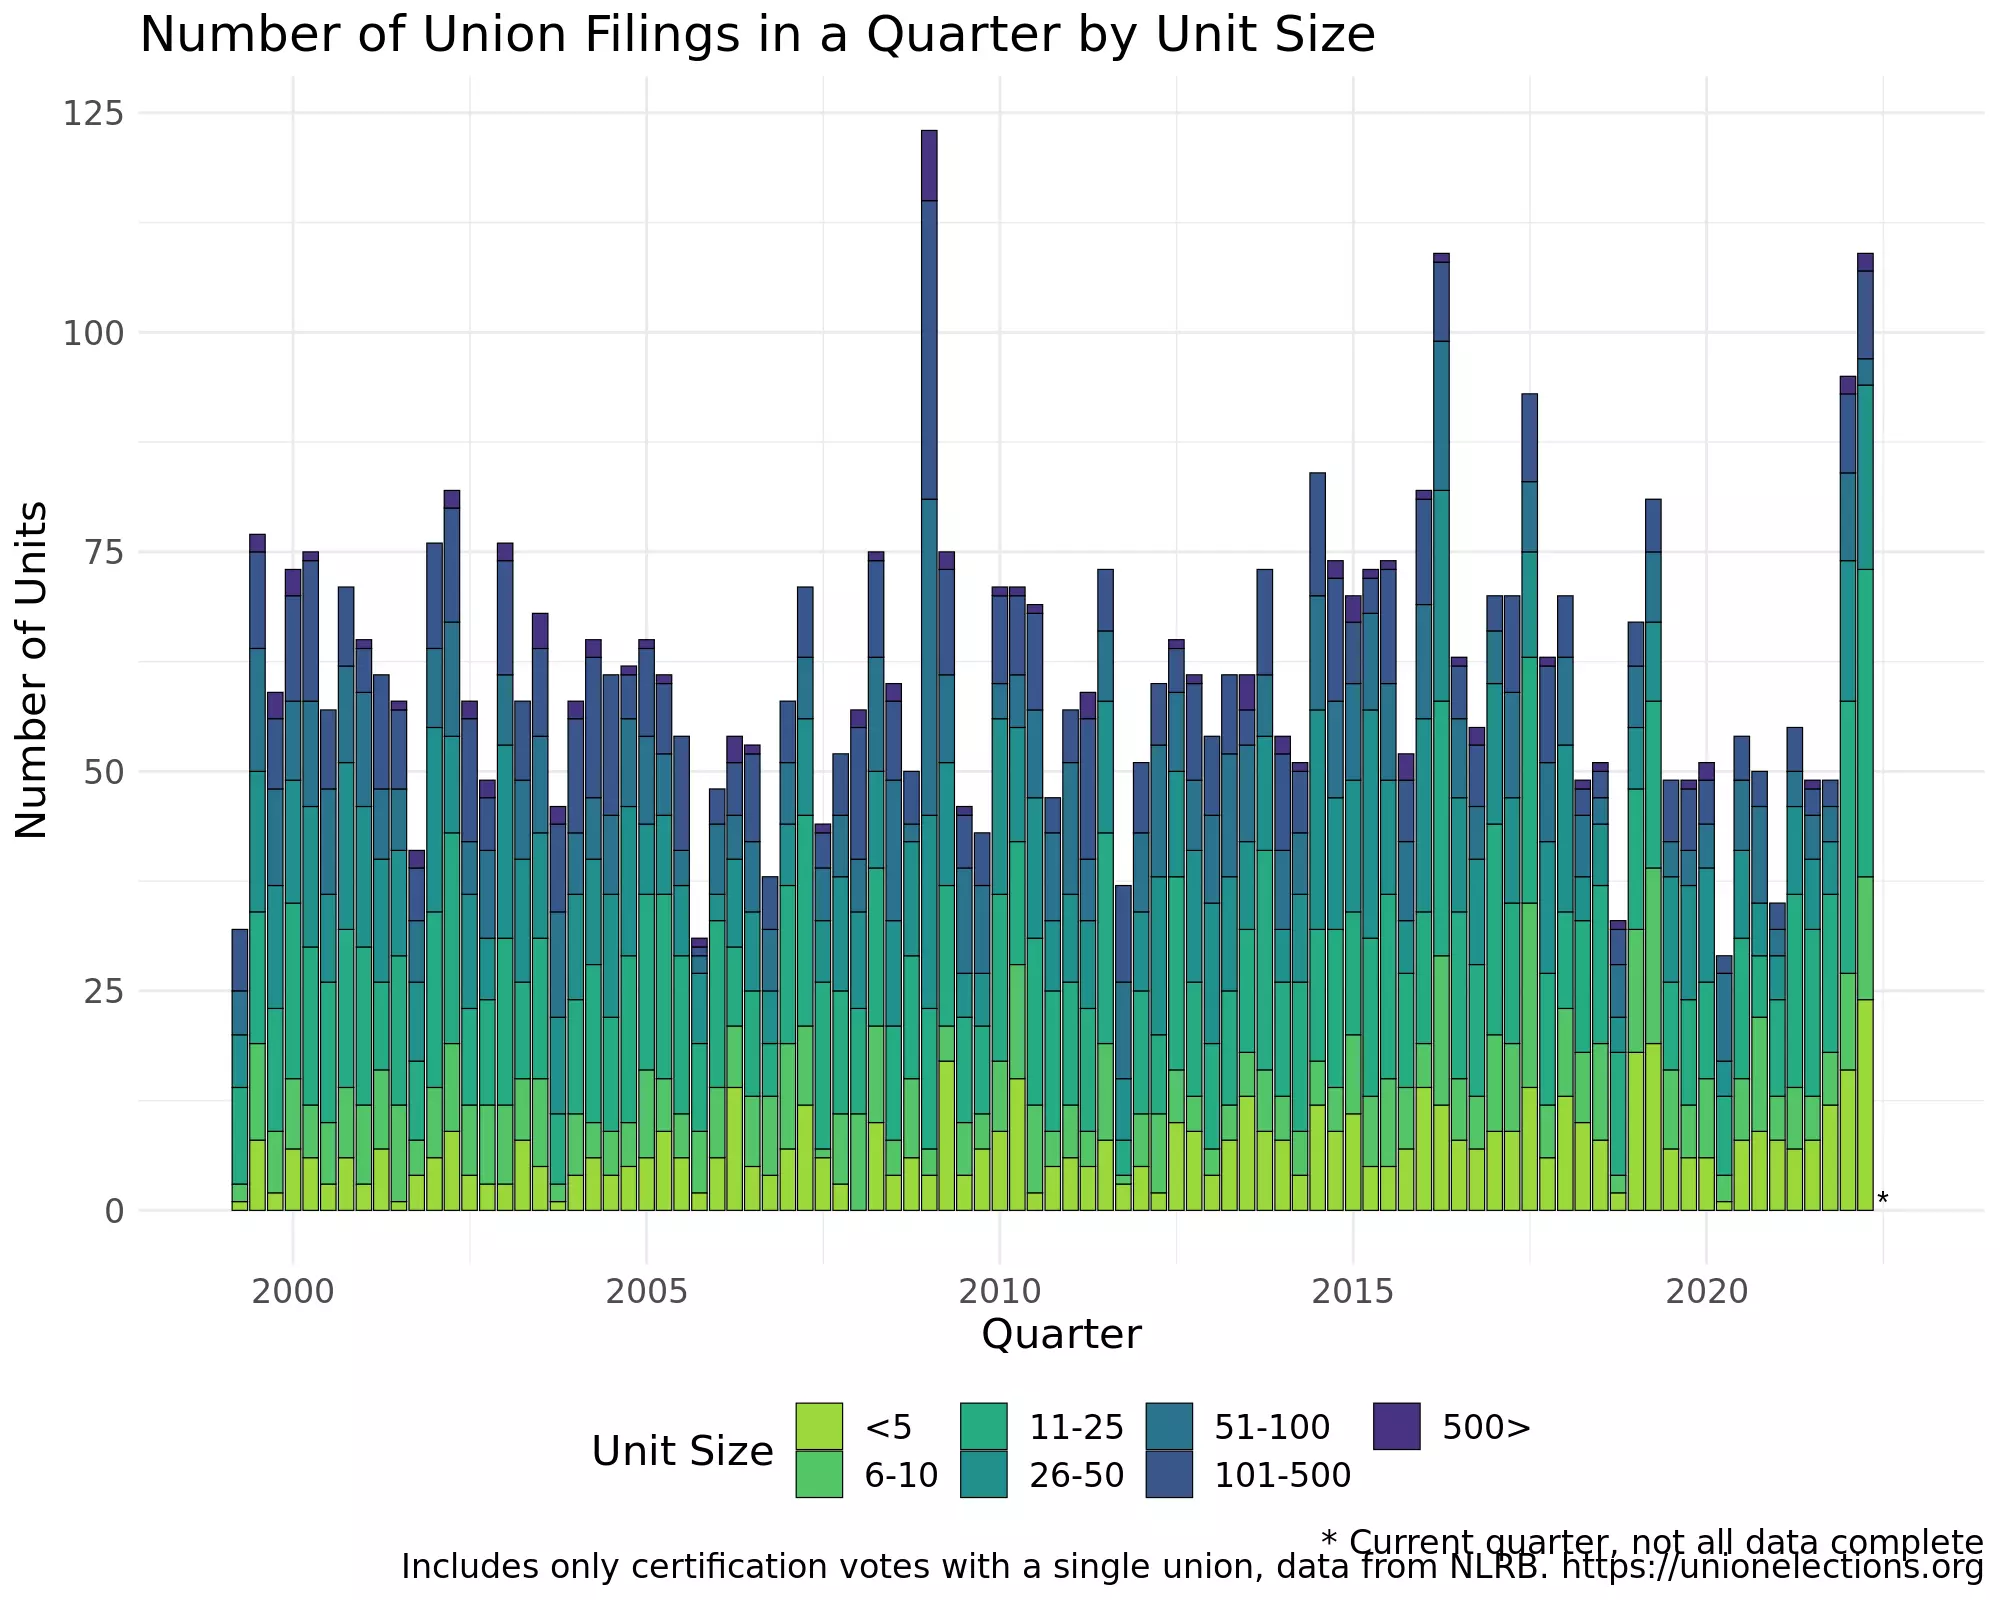 Number of Union Filings in a Quarter by Unit Size
Number of Units
125
100
75
50
25
0
*
2000 2005 2010 2015 2020
Quarter
Unit Size
<5 11-25 51-100 500>
6-10 26-50 101-500
* Current quarter, not all data complete
Includes only certification votes with a single union, data from NLRB. https://unionelections.org